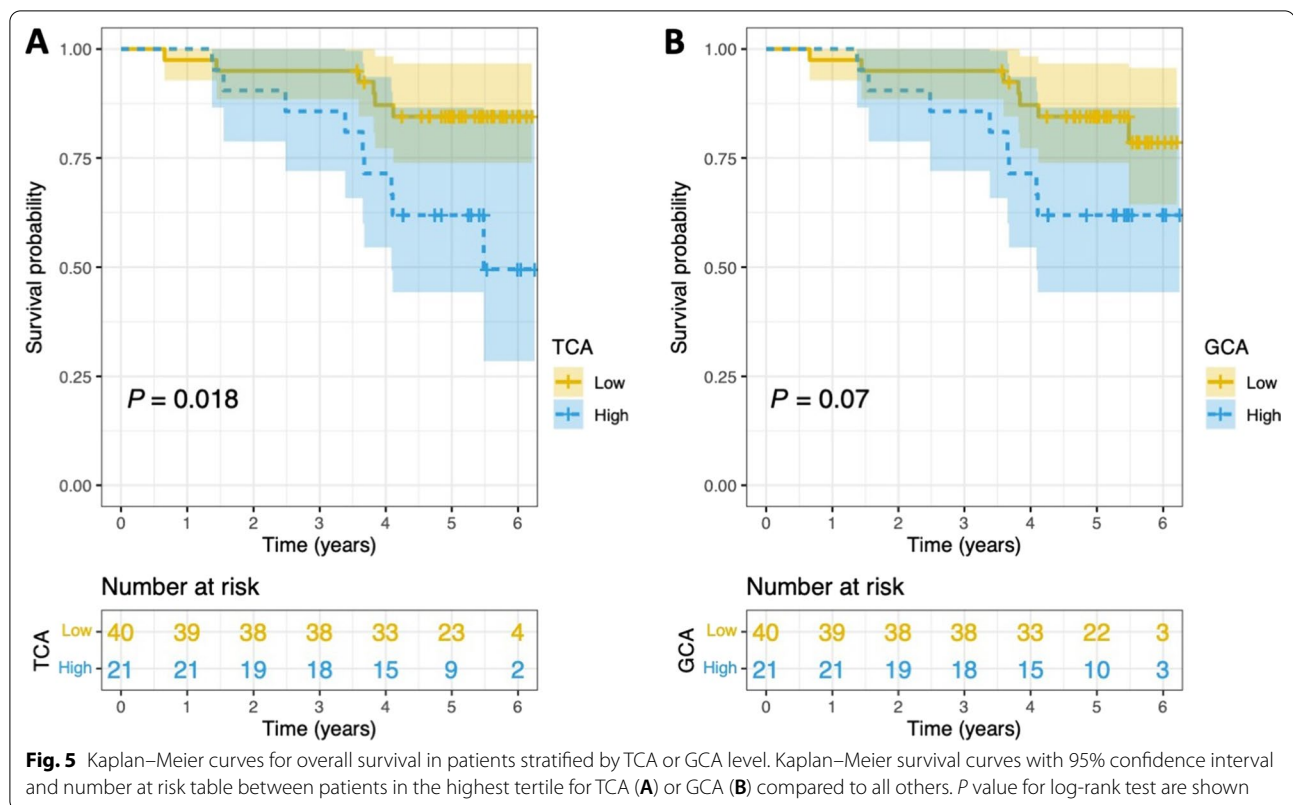 A
1.00
0.75
0.50
0.25
0.00
Survival probability
P = 0.018
0 1 2 3 4 5 6
Time (years)
TCA
Low
High
Number at risk
TCA
Low 40 39 38 38 33 23 4
High 21 21 19 18 15 9 2
0 1 2 3 4 5 6
Time (years)
B
1.00
0.75
0.50
0.25
0.00
Survival probability
P = 0.07
0 1 2 3 4 5 6
Time (years)
GCA
Low
High
Number at risk
GCA
Low 40 39 38 38 33 22 3
High 21 21 19 18 15 10 3
0 1 2 3 4 5 6
Time (years)
Fig. 5 Kaplan–Meier curves for overall survival in patients stratified by TCA or GCA level. Kaplan–Meier survival curves with 95% confidence interval
and number at risk table between patients in the highest tertile for TCA (A) or GCA (B) compared to all others. P value for log-rank test are shown